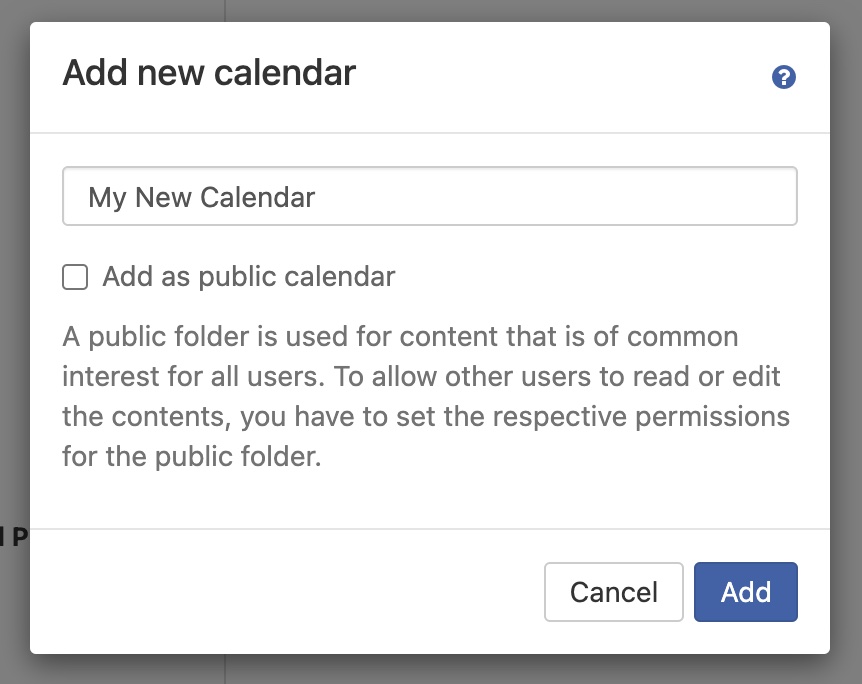 Add new calendar
?
My New Calendar
Add as public calendar
A public folder is used for content that is of common
interest for all users. To allow other users to read or edit
the contents, you have to set the respective permissions
for the public folder.
P
Cancel
Add